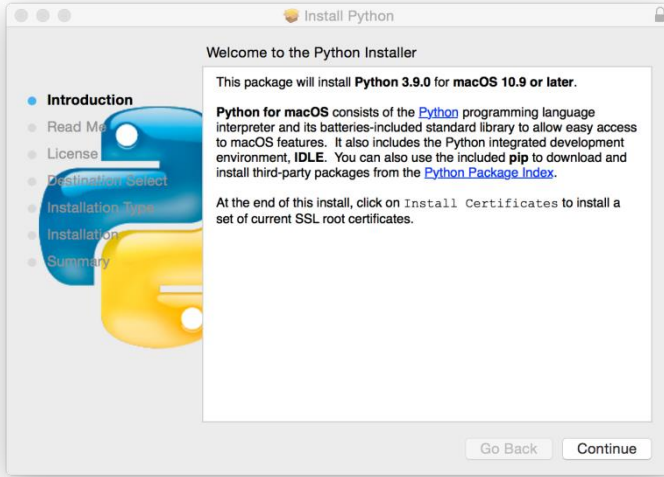 Install Python
Welcome to the Python Installer
Introduction
Read Me
License
Destination Select
Installation Type
Installation
Summary
This package will install Python 3.9.0 for macOS 10.9 or later.
Python for macOS consists of the Python programming language
interpreter and its batteries-included standard library to allow easy access
to macOS features. It also includes the Python integrated development
environment, IDLE. You can also use the included pip to download and
install third-party packages from the Python Package Index.
At the end of this install, click on Install Certificates to install a
set of current SSL root certificates.
Go Back
Continue